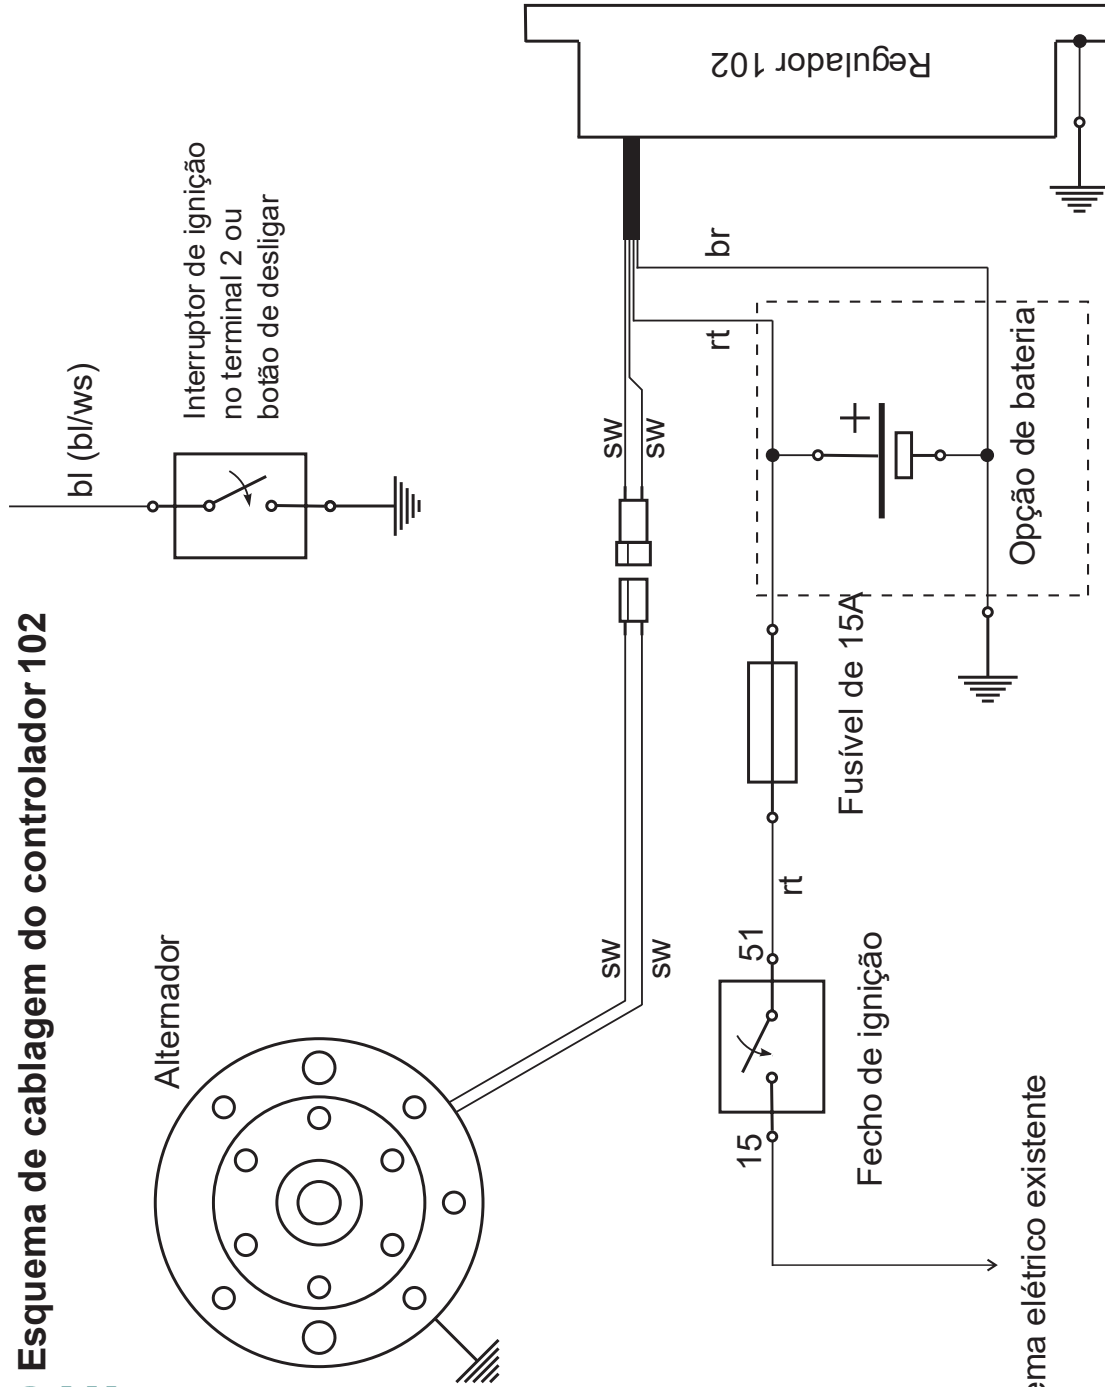 Esquema de cablagem do controlador 102
Alternador
bl (bl/ws)
Interruptor de ignição
no terminal 2 ou
botão de desligar
sw
sw
sw
sw
Regulador 102
br
rt
Opção de bateria
+
Fusível de 15A
rt
51
15
Fecho de ignição
elétrico existente